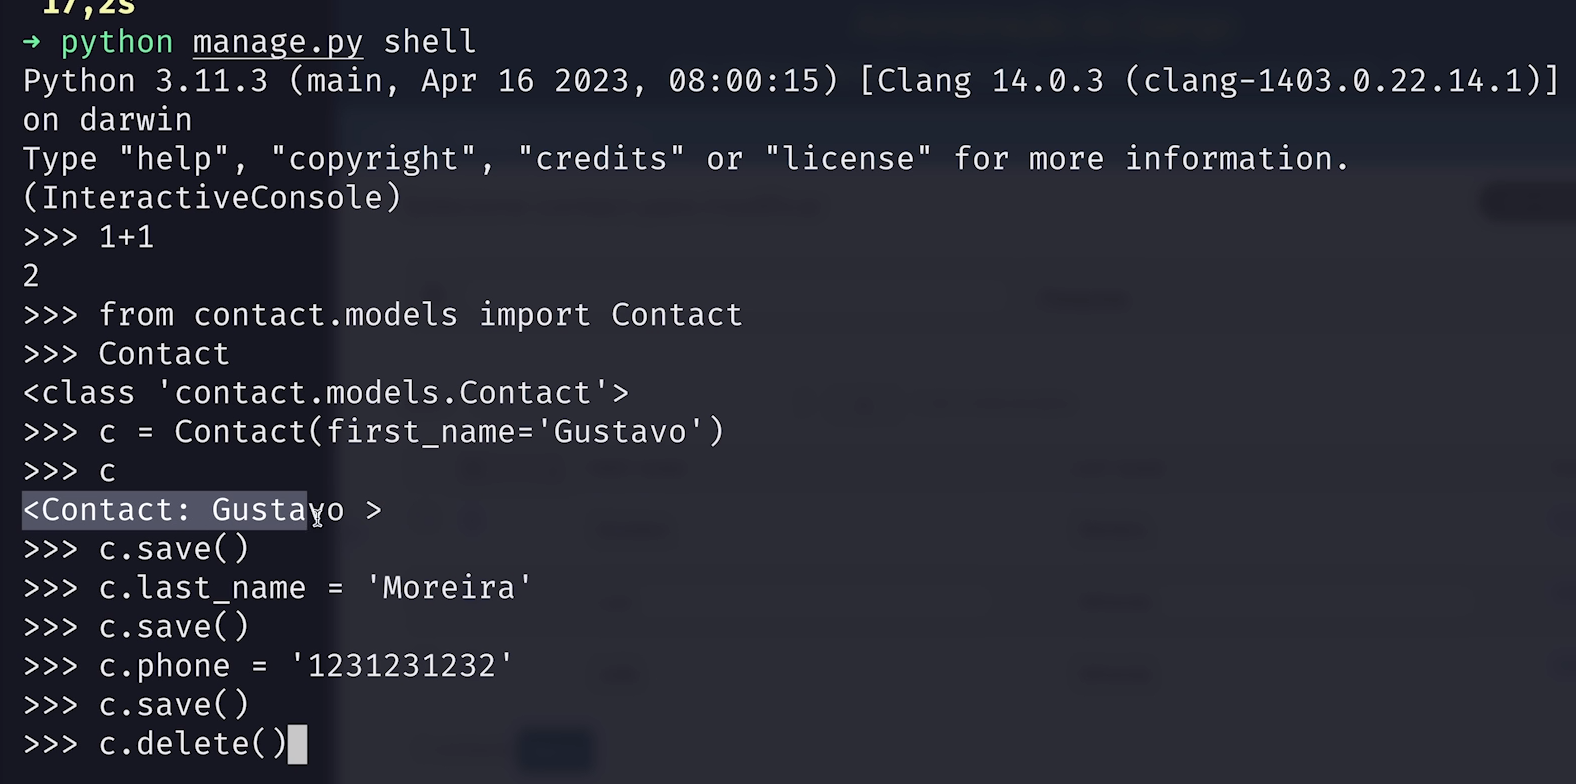 17,2s
➜ python manage.py shell
Python 3.11.3 (main, Apr 16 2023, 08:00:15) [Clang 14.0.3 (clang-1403.0.22.14.1)]
on darwin
Type "help", "copyright", "credits" or "license" for more information.
(InteractiveConsole)
>>> 1+1
2
>>> from contact.models import Contact
>>> Contact
<class 'contact.models.Contact'>
>>> c = Contact(first_name='Gustavo')
>>> c
<Contact: Gustavo >
>>> c.save()
>>> c.last_name = 'Moreira'
>>> c.save()
>>> c.phone = '1231231232'
>>> c.save()
>>> c.delete()